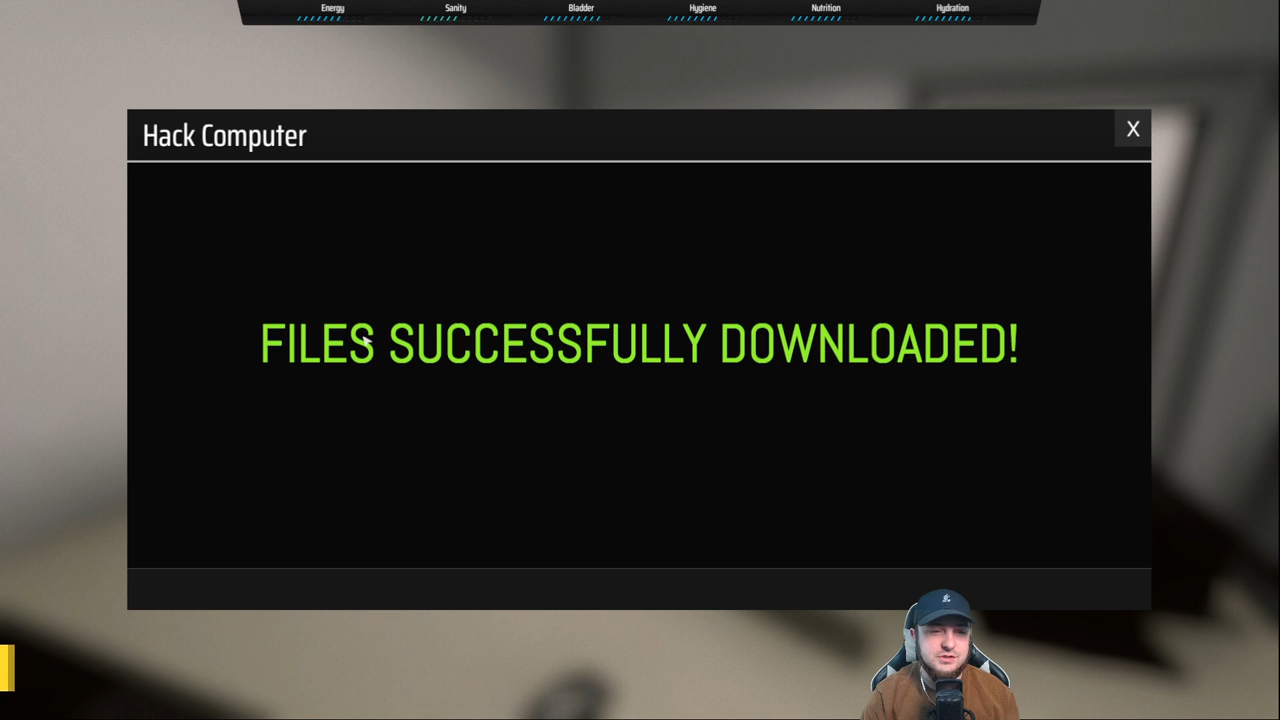 Energy Sanity Bladder Hygiene Nutrition Hydration
Hack Computer X
FILES SUCCESSFULLY DOWNLOADED!